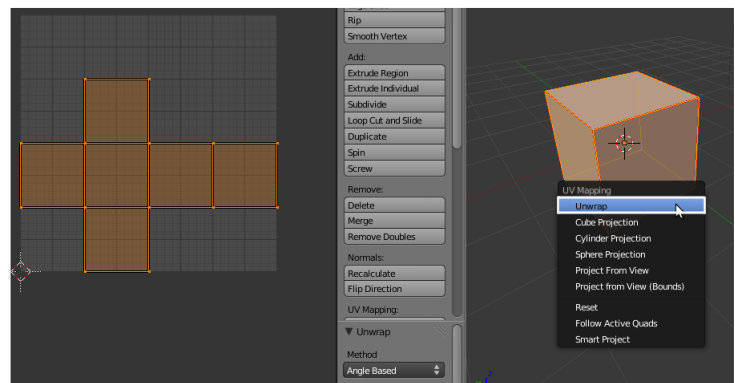 Rip
Smooth Vertex
Add:
Extrude Region
Extrude Individual
Subdivide
Loop Cut and Slide
Duplicate
Spin
Screw
Remove:
Delete
Merge
Remove Doubles
Normals:
Recalculate
Flip Direction
UV Mapping:
Unwrap
Method
Angle Based
UV Mapping
Unwrap
Cube Projection
Cylinder Projection
Sphere Projection
Project From View
Project from View (Bounds)
Reset
Follow Active Quads
Smart Project
z